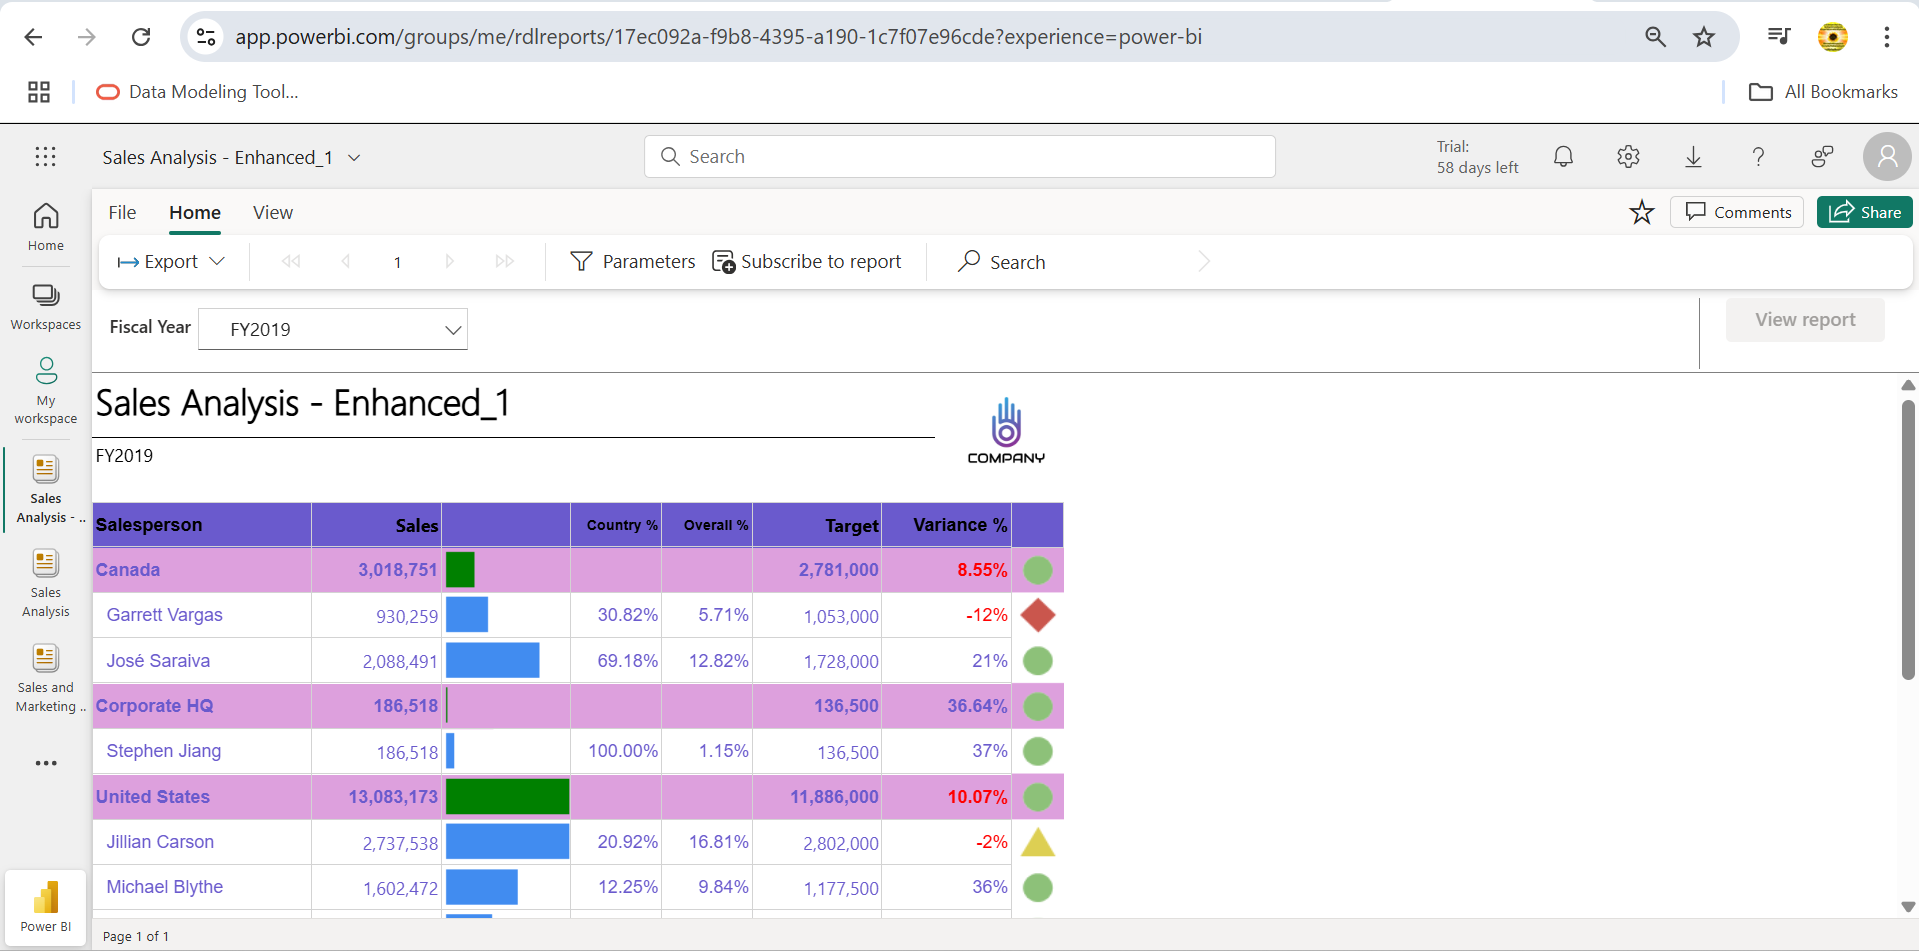 app.powerbi.com/groups/me/rdlreports/17ec092a-f9b8-4395-a190-1c7f07e96cde?experience=power-bi
Data Modeling Tool...
All Bookmarks
Sales Analysis - Enhanced_1
Search
Trial:
58 days left
File Home View
Comments
Share
Export
1
Parameters
Subscribe to report
Search
Home
Workspaces
My
workspace
Sales
Analysis - ..
Sales
Analysis
Sales and
Marketing ..
Power BI
Fiscal Year
FY2019
View report
Sales Analysis - Enhanced_1
COMPANY
FY2019
Salesperson Sales Country % Overall % Target Variance %
Canada 3,018,751 2,781,000 8.55%
Garrett Vargas 930,259 30.82% 5.71% 1,053,000 -12%
José Saraiva 2,088,491 69.18% 12.82% 1,728,000 21%
Corporate HQ 186,518 136,500 36.64%
Stephen Jiang 186,518 100.00% 1.15% 136,500 37%
United States 13,083,173 11,886,000 10.07%
Jillian Carson 2,737,538 20.92% 16.81% 2,802,000 -2%
Michael Blythe 1,602,472 12.25% 9.84% 1,177,500 36%
Page 1 of 1